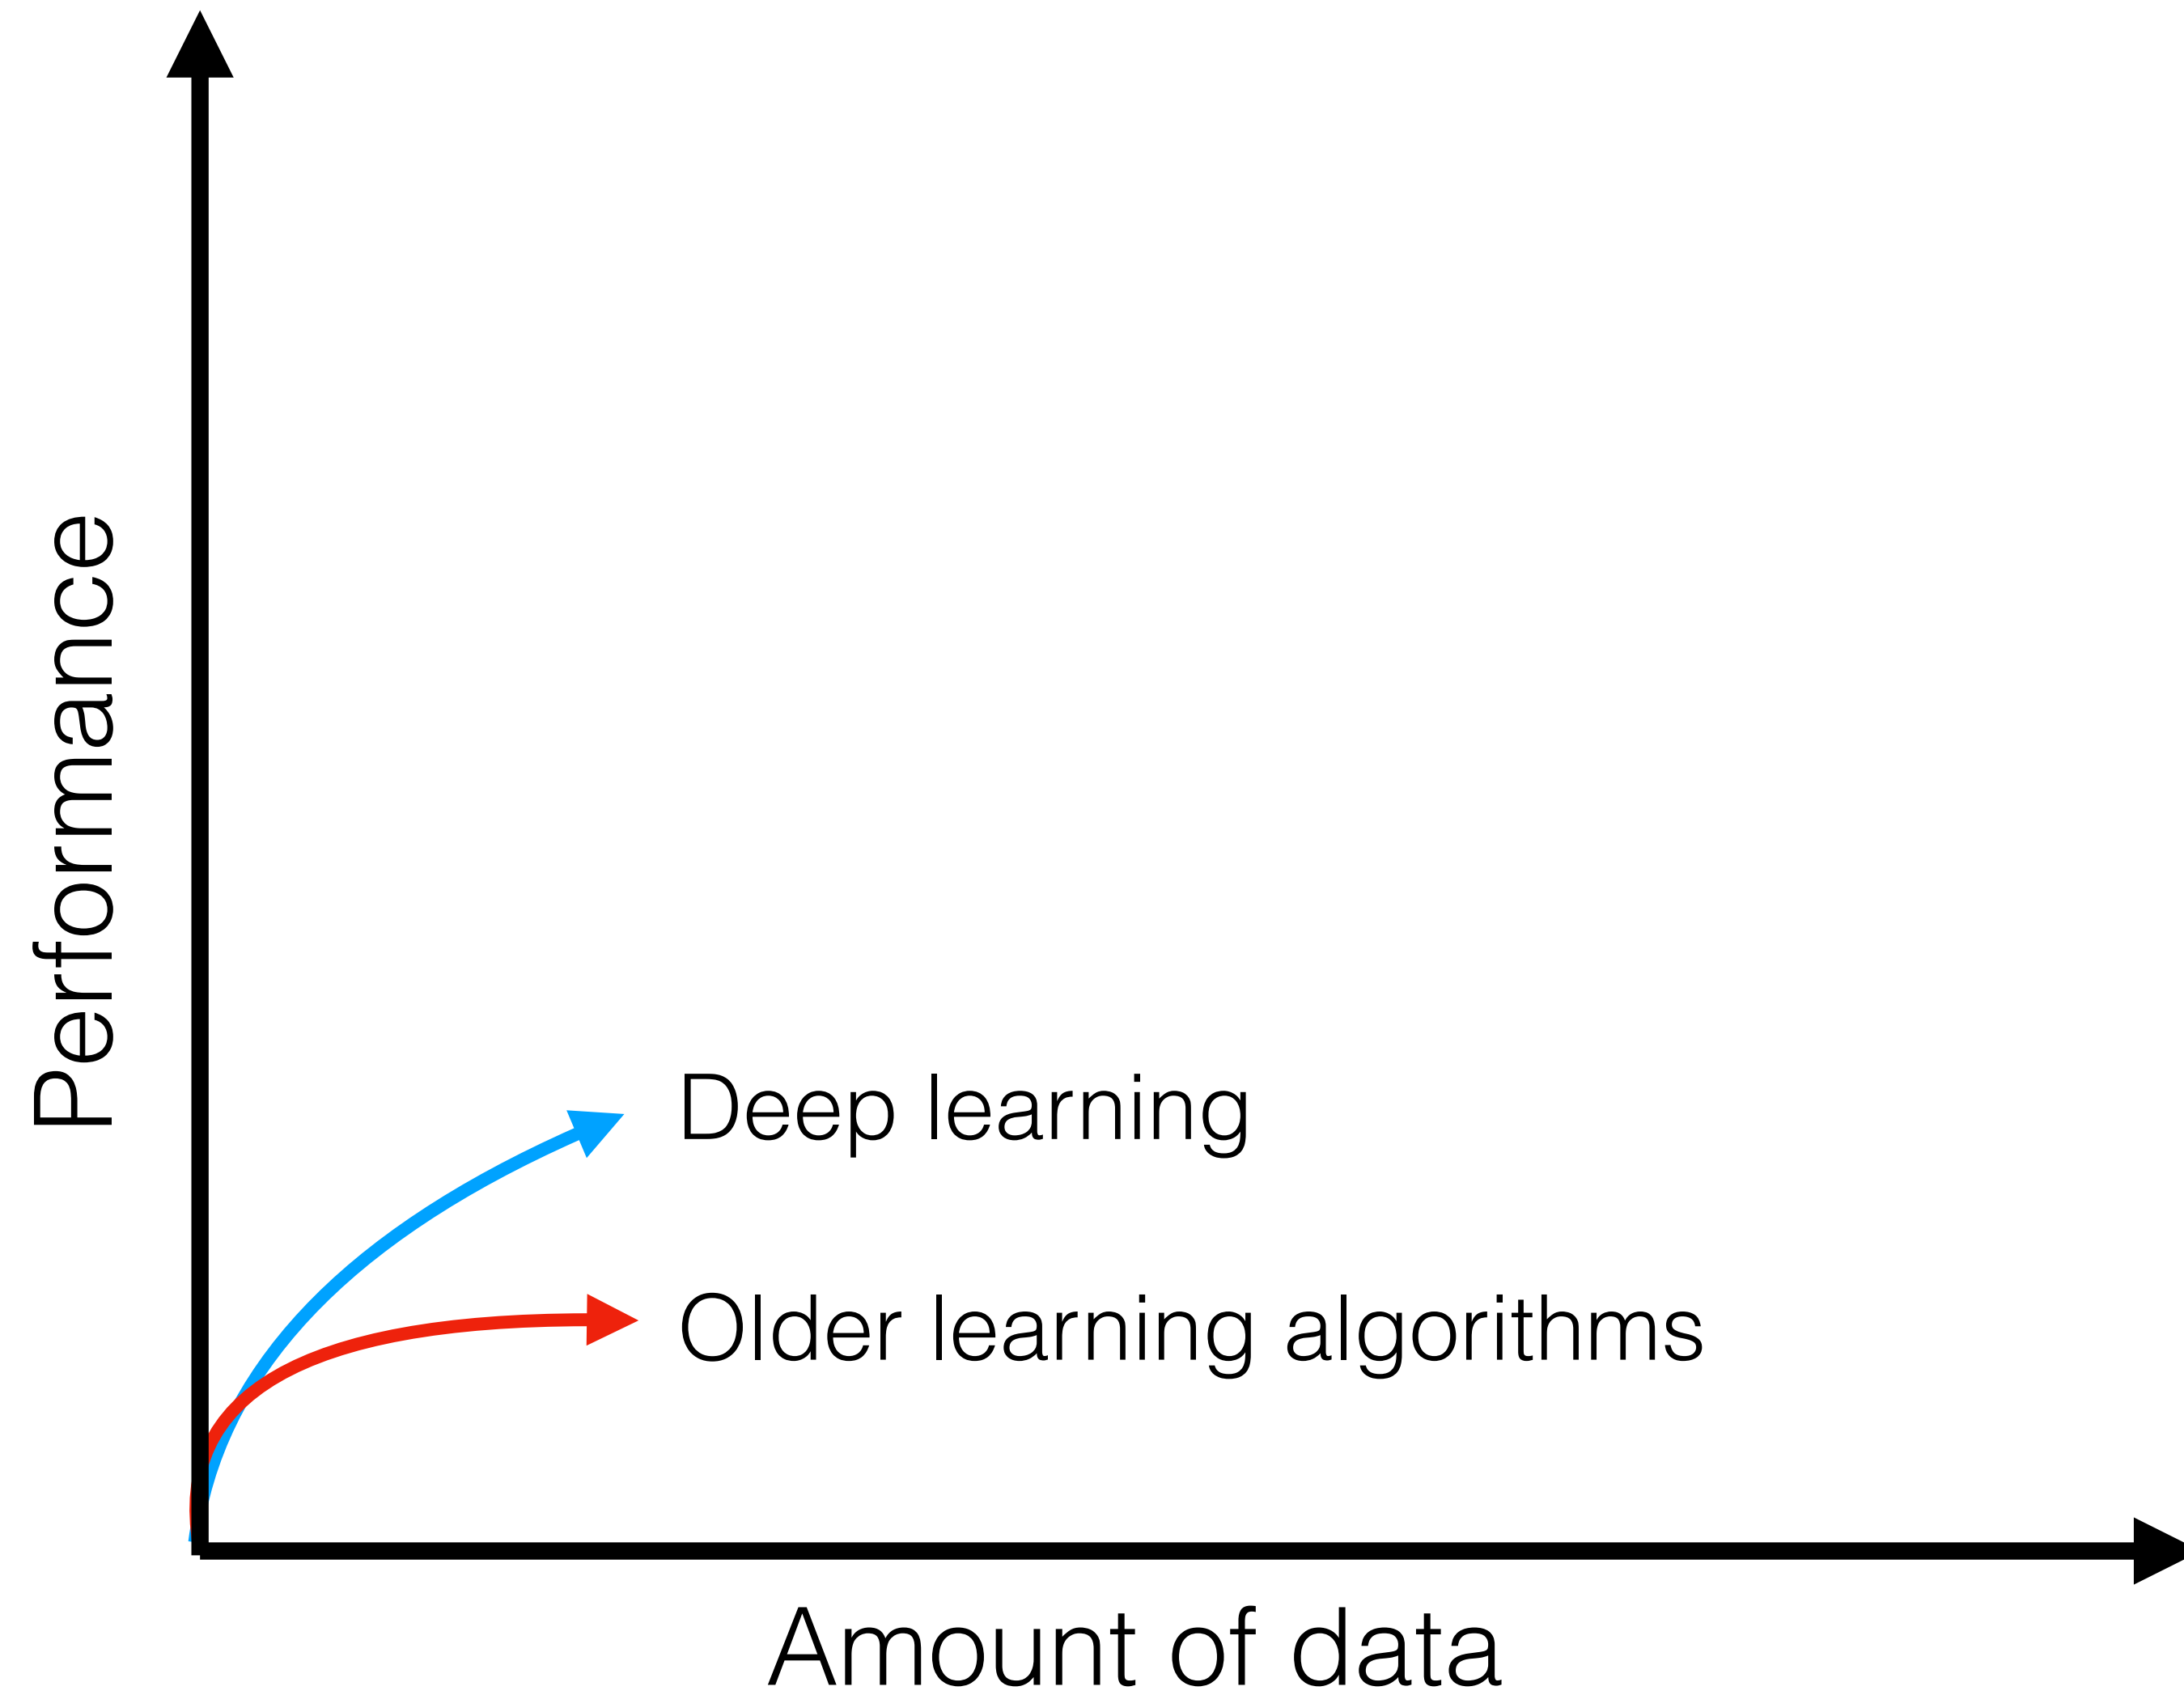 Performance
Deep learning
Older learning algorithms
Amount of data